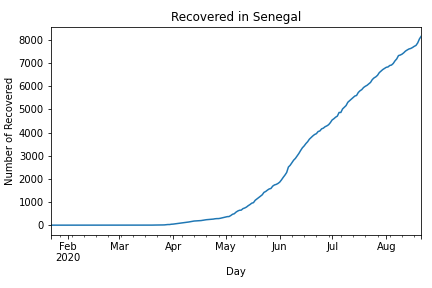 Recovered in Senegal
Number of Recovered
8000
7000
6000
5000
4000
3000
2000
1000
0
Feb Mar Apr May Jun Jul Aug
2020
Day